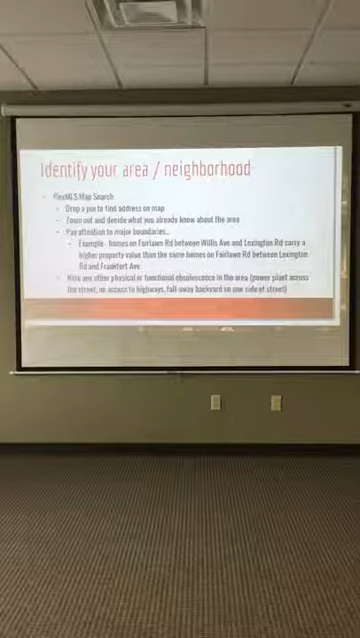 Identify your area / neighborhood
FlexMLS Map Search
Drop a pin to find address on map
Zoom out and decide what you already know about the area
Pay attention to major boundaries...
Example - homes on Fairlawn Rd between Willis Ave and Lexington Rd carry a
higher property value than the same homes on Fairlawn Rd between Lexington
Rd and Frankfort Ave
other physical or functional obsolescence in the area (power plant across
the street, no access to highways, fall-away backyard on one side of street)